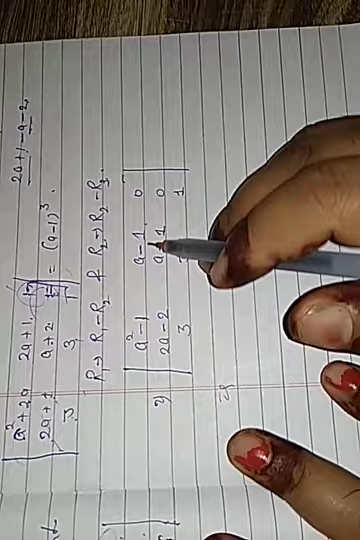 2a+1-a-2
| a²+2a 2a+1 1 |
| 2a+1 a+2 1 | = (a-1)³.
| 3 3 1 |
R₁→ R₁-R₂ & R₂→R₂-R₃.
| a²-1 a-1 0 |
| 2a-2 a-1 0 |
| 3 1 |